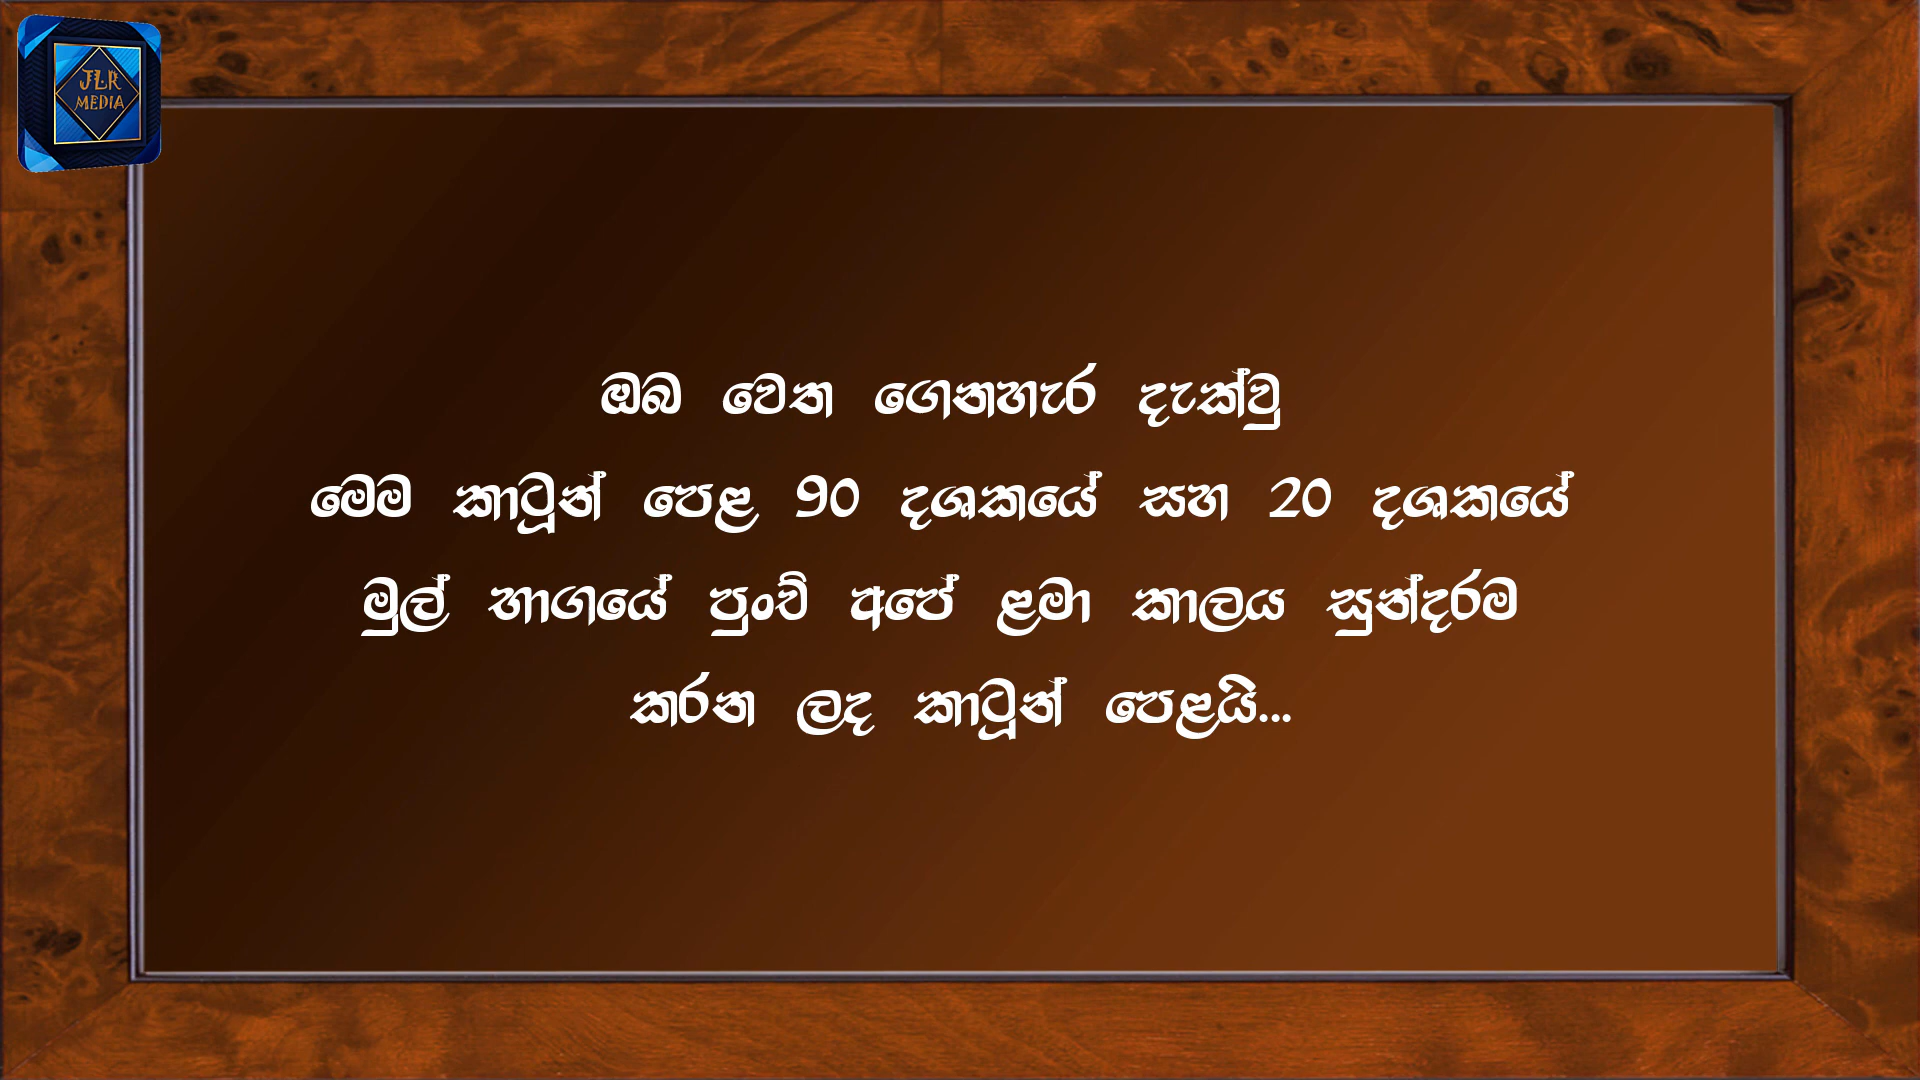 JLR
MEDIA
ඔබ වෙත ගෙනහැර දැක්වු
මෙම කාටූන් පෙළ 90 දශකයේ සහ 20 දශකයේ
මුල් භාගයේ පුංචි අපේ ළමා කාලය සුන්දරම
කරන ලද කාටූන් පෙළයි...